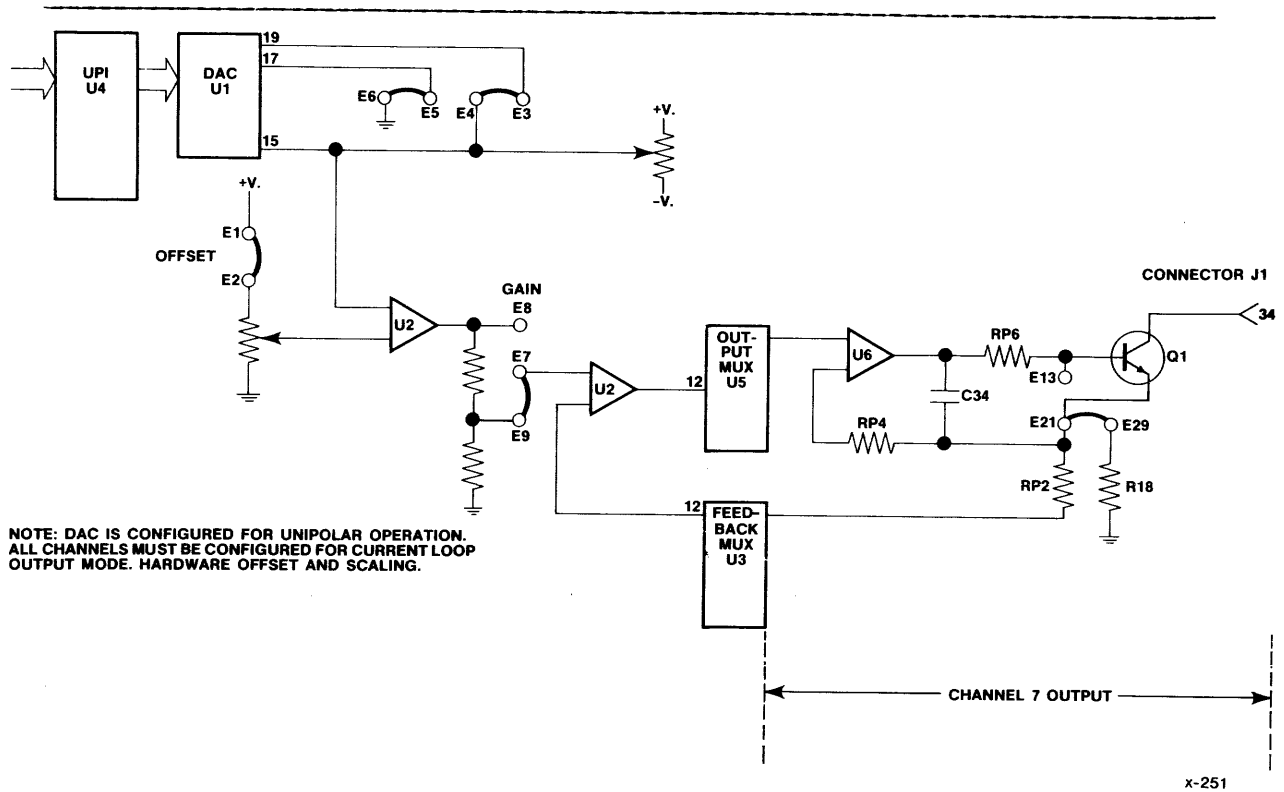 19
17
UPI
U4
DAC
U1
E6
E5
E4
E3
15
+V.
-V.
+V.
E1
OFFSET
E2
CONNECTOR J1
34
GAIN
E8
U2
E7
E9
U2
12
OUT-
PUT
MUX
U5
U6
RP6
E13
Q1
C34
RP4
E21
E29
RP2
R18
12
FEED-
BACK
MUX
U3
NOTE: DAC IS CONFIGURED FOR UNIPOLAR OPERATION.
ALL CHANNELS MUST BE CONFIGURED FOR CURRENT LOOP
OUTPUT MODE. HARDWARE OFFSET AND SCALING.
CHANNEL 7 OUTPUT
x-251